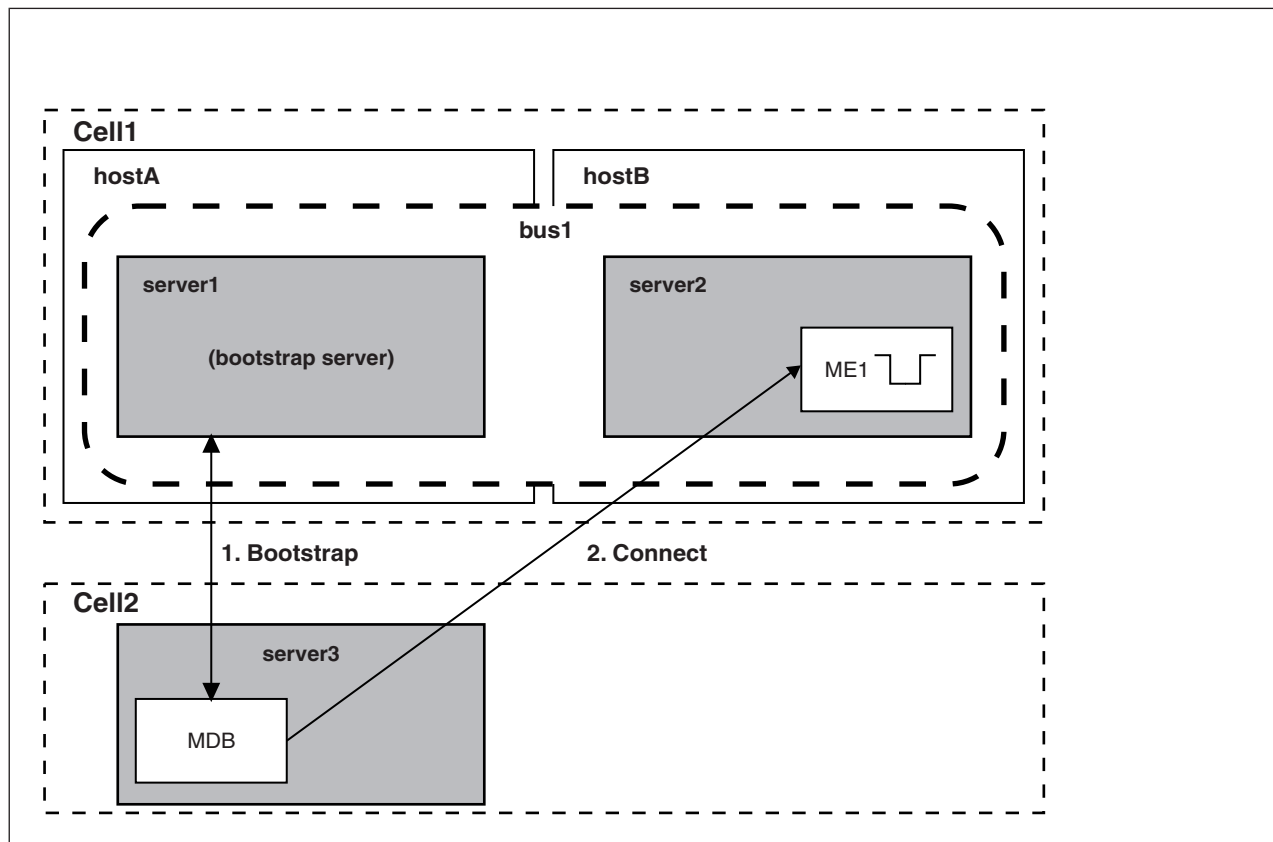 Cell1
hostA
hostB
bus1
server1
server2
(bootstrap server)
ME1
1. Bootstrap
2. Connect
Cell2
server3
MDB